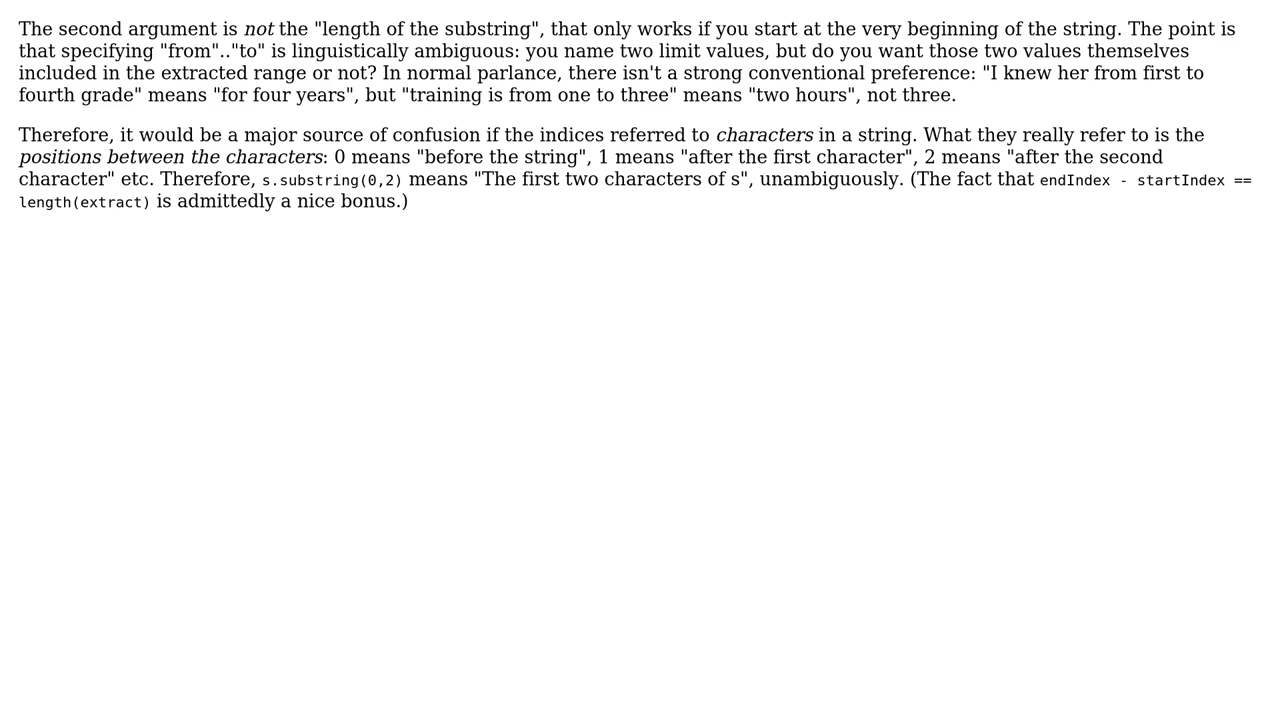 The second argument is not the "length of the substring", that only works if you start at the very beginning of the string. The point is
that specifying "from".."to" is linguistically ambiguous: you name two limit values, but do you want those two values themselves
included in the extracted range or not? In normal parlance, there isn't a strong conventional preference: "I knew her from first to
fourth grade" means "for four years", but "training is from one to three" means "two hours", not three.
Therefore, it would be a major source of confusion if the indices referred to characters in a string. What they really refer to is the
positions between the characters: 0 means "before the string", 1 means "after the first character", 2 means "after the second
character" etc. Therefore, s.substring(0,2) means "The first two characters of s", unambiguously. (The fact that endIndex - startIndex ==
length(extract) is admittedly a nice bonus.)